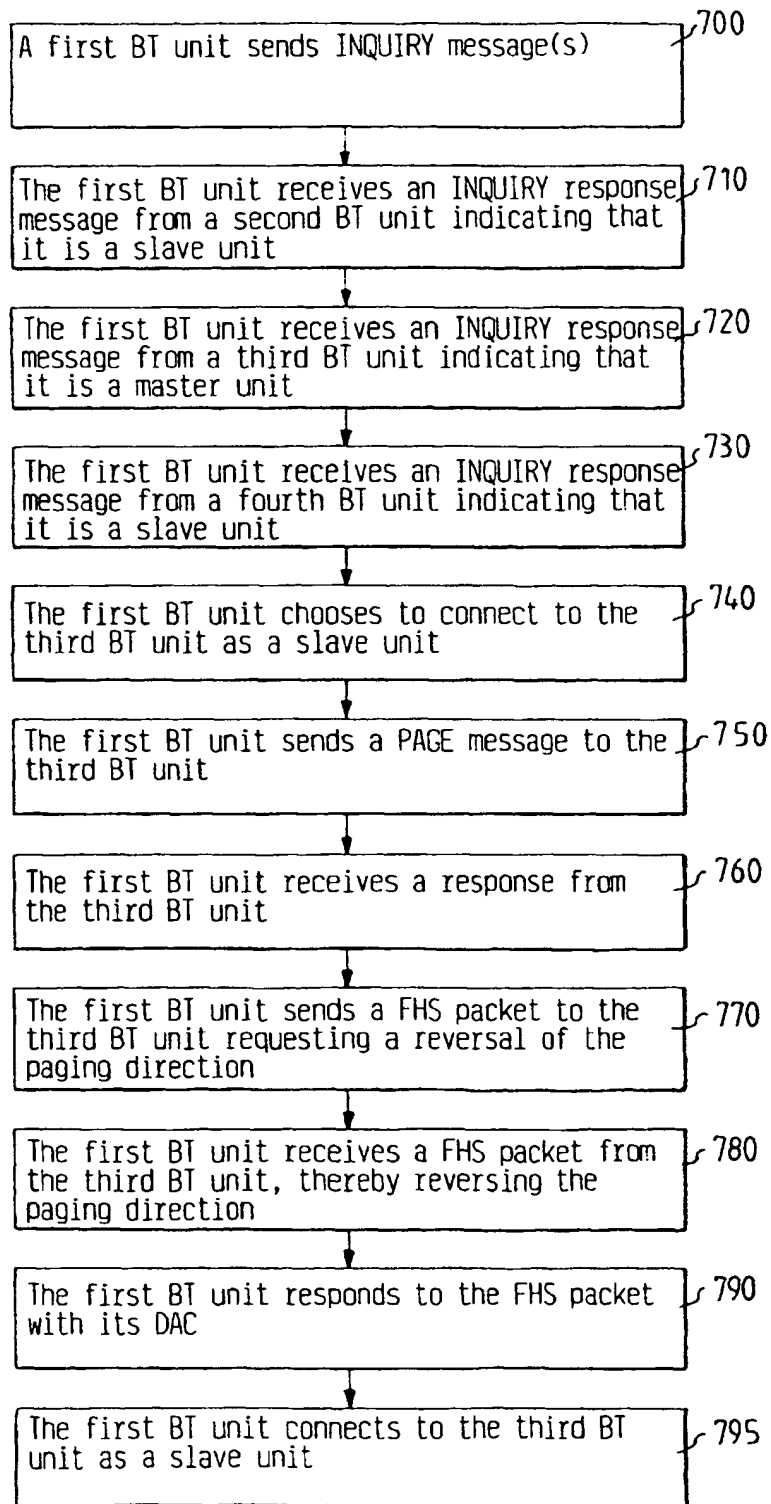 A first BT unit sends INQUIRY message(s)
700
The first BT unit receives an INQUIRY response
message from a second BT unit indicating that
it is a slave unit
710
The first BT unit receives an INQUIRY response
message from a third BT unit indicating that
it is a master unit
720
The first BT unit receives an INQUIRY response
message from a fourth BT unit indicating that
it is a slave unit
730
The first BT unit chooses to connect to the
third BT unit as a slave unit
740
The first BT unit sends a PAGE message to the
third BT unit
750
The first BT unit receives a response from
the third BT unit
760
The first BT unit sends a FHS packet to the
third BT unit requesting a reversal of the
paging direction
770
The first BT unit receives a FHS packet from
the third BT unit, thereby reversing the
paging direction
780
The first BT unit responds to the FHS packet
with its DAC
790
The first BT unit connects to the third BT
unit as a slave unit
795